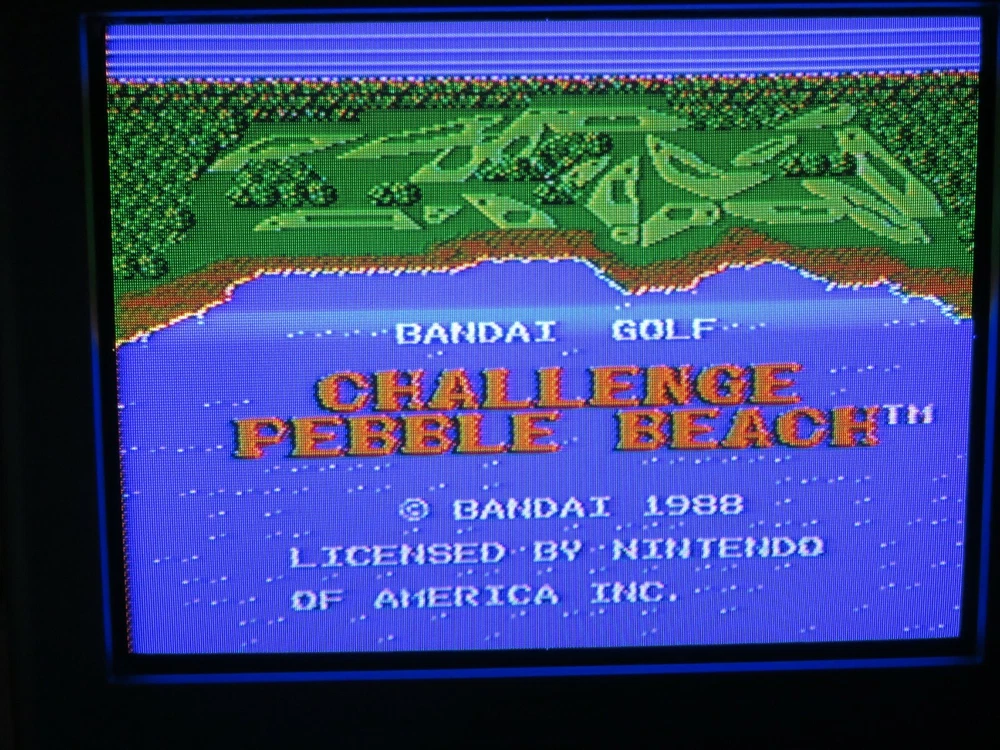 BANDAI GOLF
CHALLENGE
PEBBLE BEACH™
© BANDAI 1988
LICENSED BY NINTENDO
OF AMERICA INC.